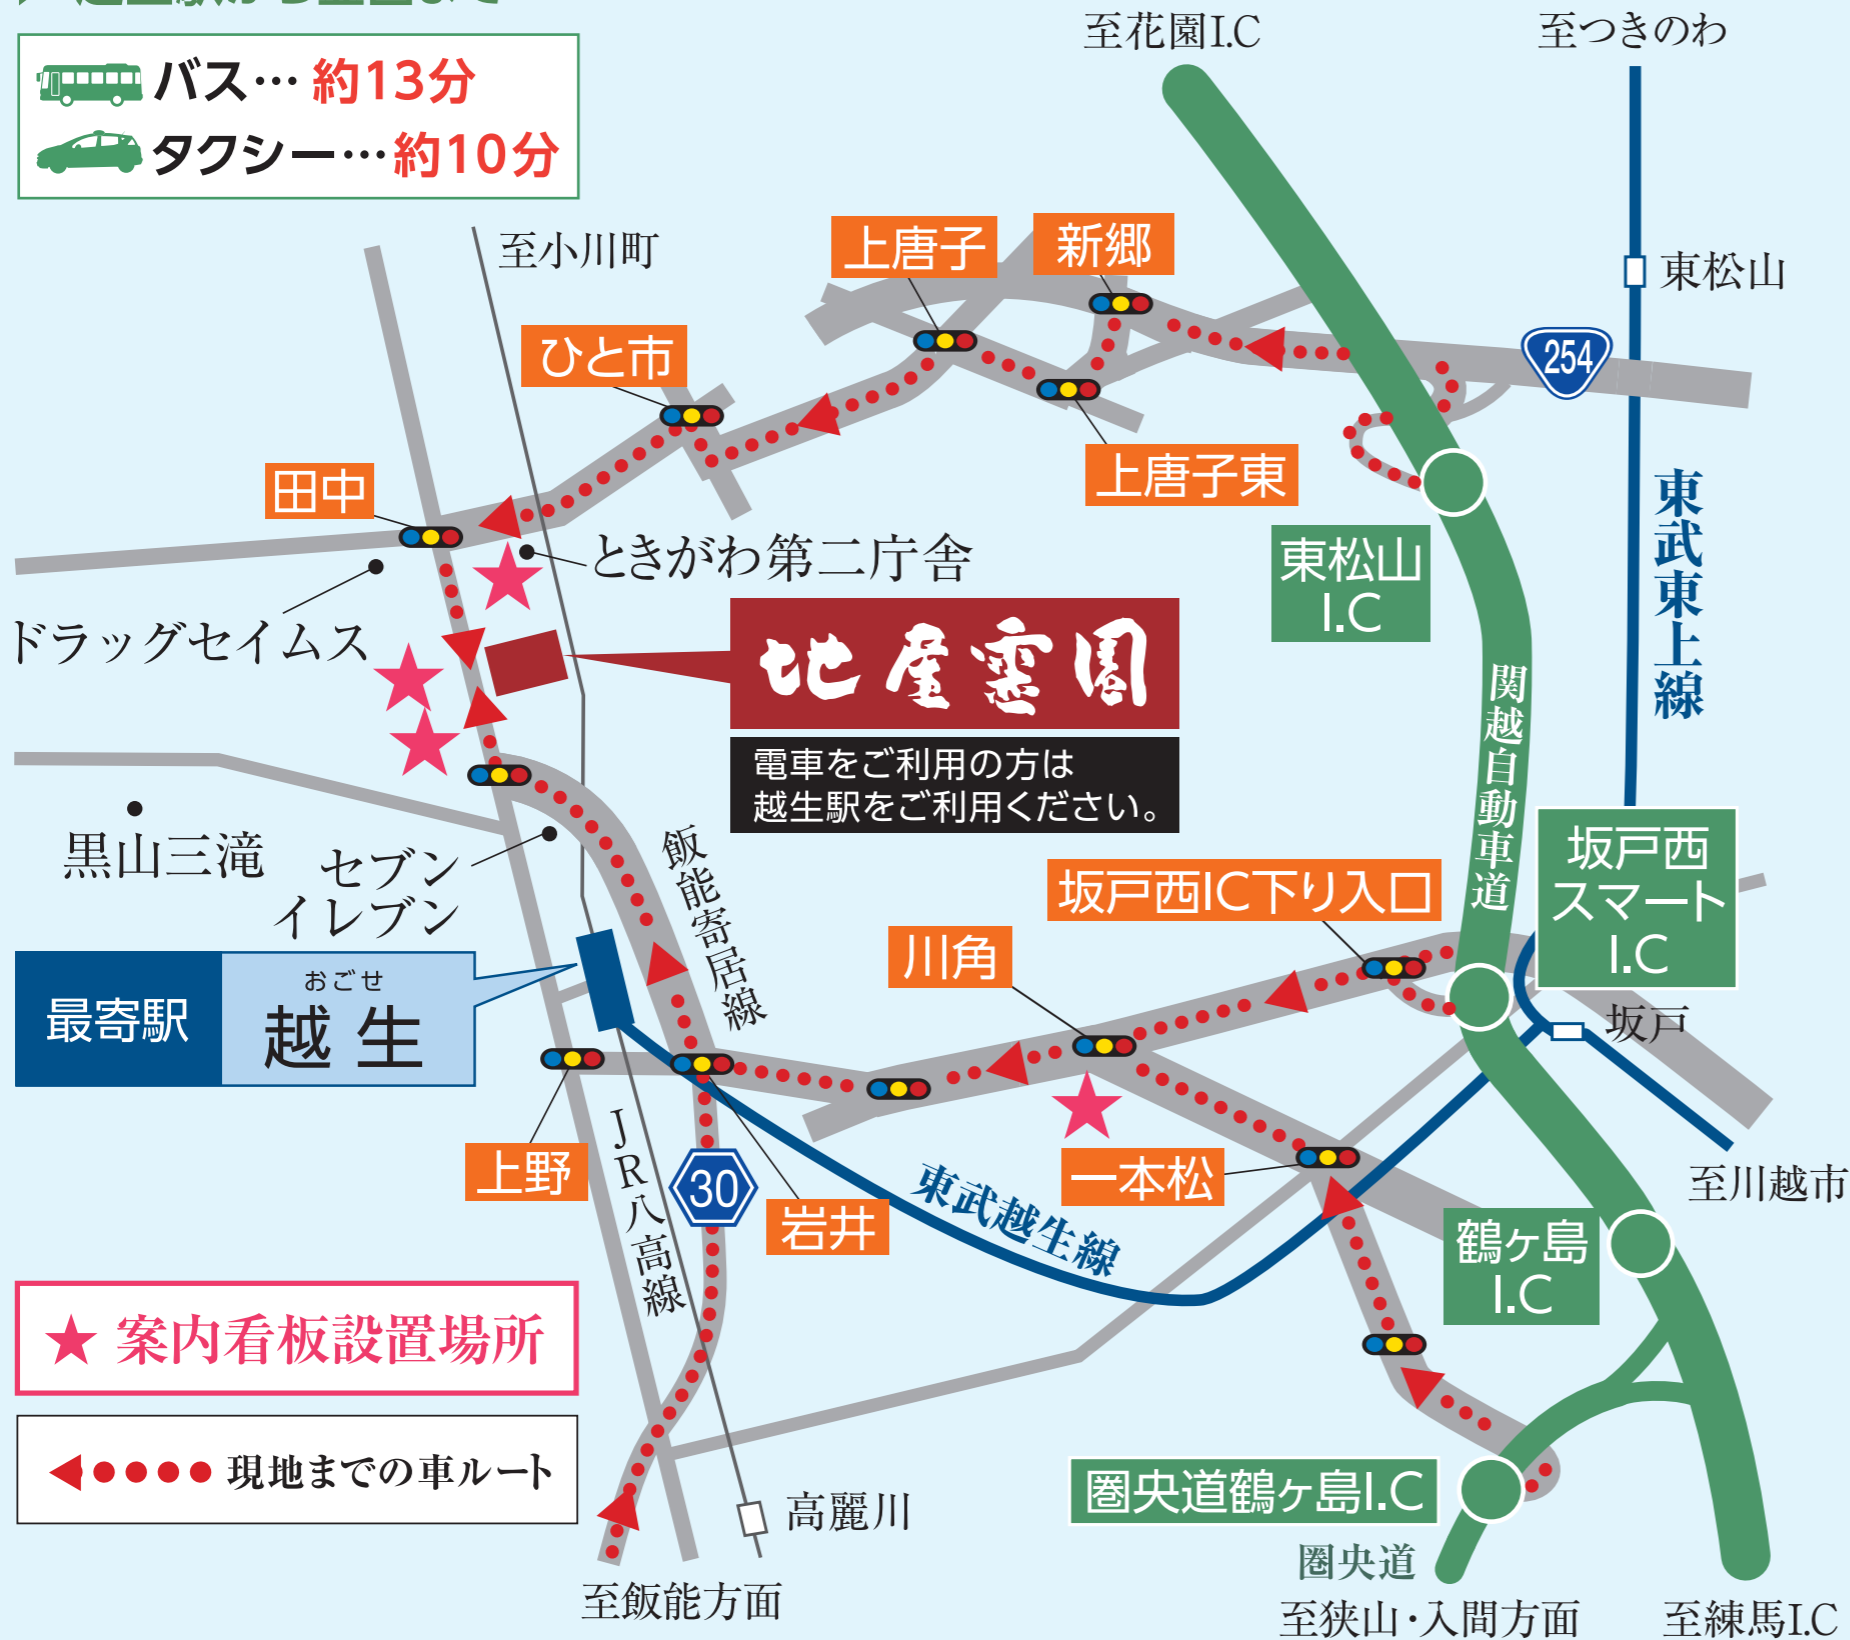 バス… 約13分
タクシー… 約10分
至花園I.C
至つきのわ
至小川町
上唐子
新郷
東松山
ひと市
254
田中
上唐子東
東武東上線
ときがわ第二庁舎
東松山
I.C
ドラッグセイムス
地産霊園
電車をご利用の方は
越生駅をご利用ください。
関越自動車道
黒山三滝
セブン
イレブン
飯能寄居線
坂戸西IC下り入口
坂戸西
スマート
I.C
川角
最寄駅
おごせ
越生
坂戸
上野
JR八高線
30
岩井
東武越生線
一本松
至川越市
鶴ヶ島
I.C
★ 案内看板設置場所
現地までの車ルート
高麗川
圏央道鶴ヶ島I.C
圏央道
至飯能方面
至狭山・入間方面
至練馬I.C